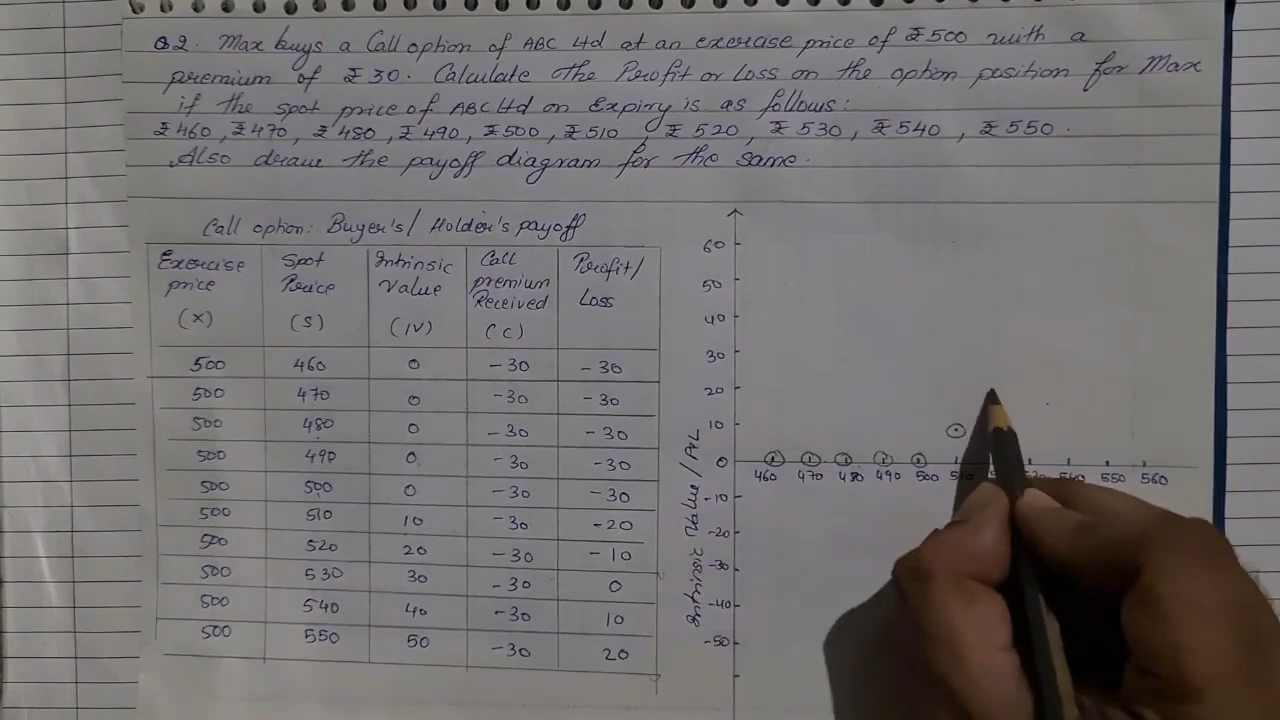 Q2. Max buys a Call option of ABC Ltd at an exercise price of ₹500 with a
premium of ₹30. Calculate the Profit or Loss on the option position for Max
if the spot price of ABC Ltd on Expiry is as follows:
₹460, ₹470, ₹480, ₹490, ₹500, ₹510, ₹520, ₹530, ₹540, ₹550.
Also draw the payoff diagram for the same.
Call option: Buyer's/Holder's payoff
Exercise price (X) Spot Price (S) Intrinsic Value (IV) Call premium Received (C) Profit/Loss
500 460 0 -30 -30
500 470 0 -30 -30
500 480 0 -30 -30
500 490 0 -30 -30
500 500 0 -30 -30
500 510 10 -30 -20
500 520 20 -30 -10
500 530 30 -30 0
500 540 40 -30 10
500 550 50 -30 20
Intrinsic Value / P/L
60
50
40
30
20
10
0
460 470 480 490 500 510 540 550 560
-10
-20
-30
-40
-50